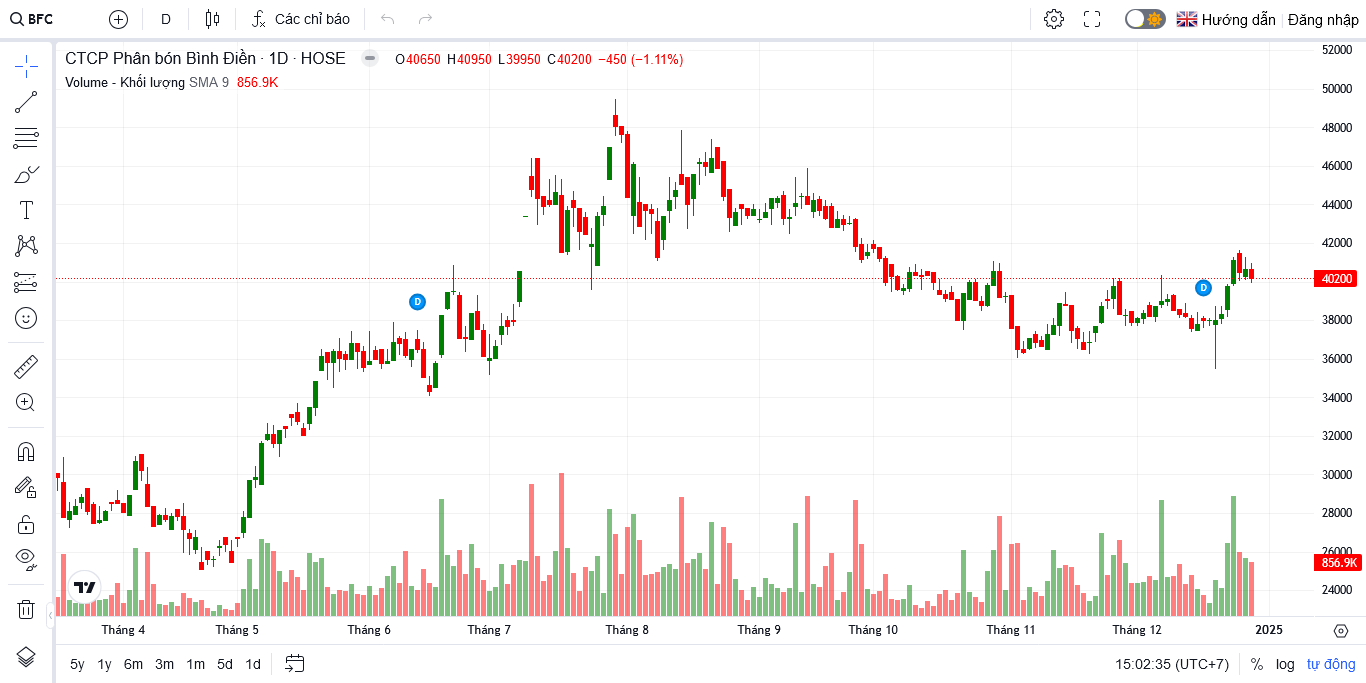 BFC D Các chỉ báo Hướng dẫn Đăng nhập
CTCP Phân bón Bình Điền · 1D · HOSE O40650 H40950 L39950 C40200 −450 (−1.11%)
Volume - Khối lượng SMA 9 856.9K
52000
50000
48000
46000
44000
42000
40200
38000
36000
34000
32000
30000
28000
26000
856.9K
24000
D
D
Tháng 4 Tháng 5 Tháng 6 Tháng 7 Tháng 8 Tháng 9 Tháng 10 Tháng 11 Tháng 12 2025
5y 1y 6m 3m 1m 5d 1d 15:02:35 (UTC+7) % log tự động